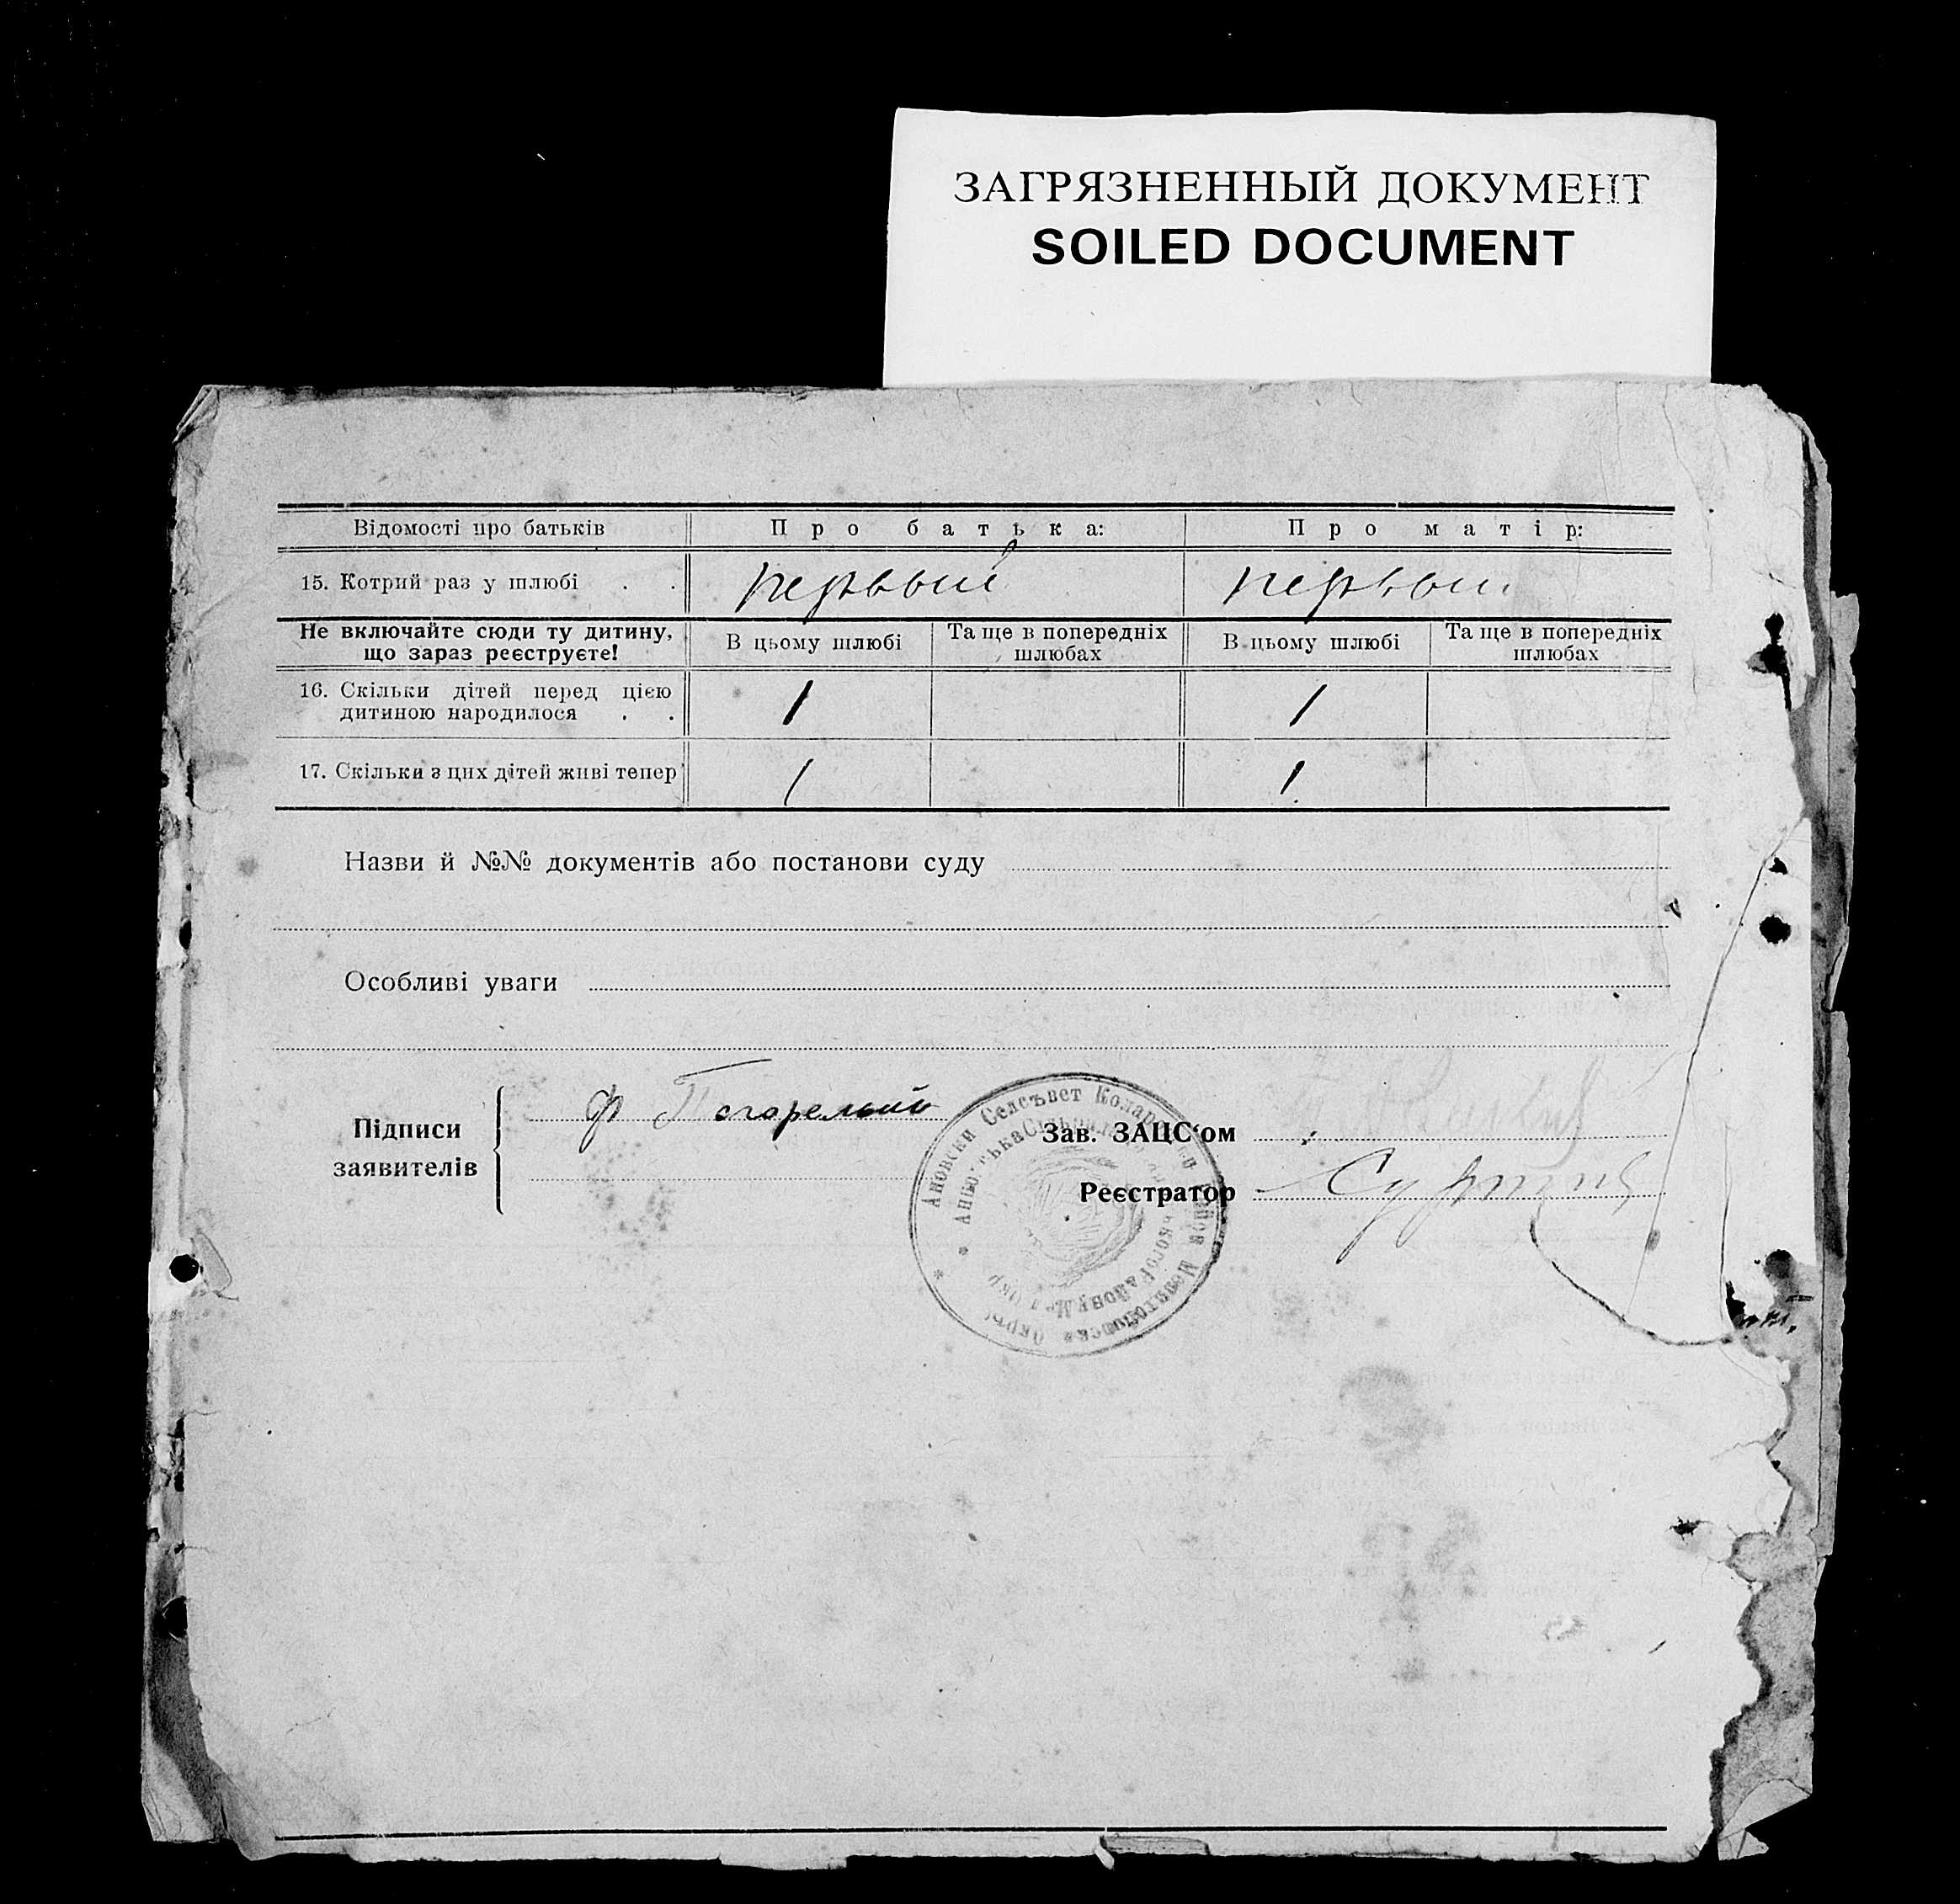 ЗАГРЯЗНЕННЫЙ ДОКУМЕНТ
SOILED DOCUMENT
Відомості про батьків Про батька: Про матір:
15. Котрий раз у шлюбі . . первый первый
Не включайте сюди ту дитину, що зараз реєструєте! В цьому шлюбі Та ще в попередніх шлюбах В цьому шлюбі Та ще в попередніх шлюбах
16. Скільки дітей перед цією
дитиною народилося . . 1 1
17. Скільки з цих дітей живі тепер 1 1
Назви й №№ документів або постанови суду
Особливі уваги
Підписи заявителів
Ф Погорелый
Зав. ЗАЦС'ом
Реєстратор
Ановски Селсъвет Коларовски